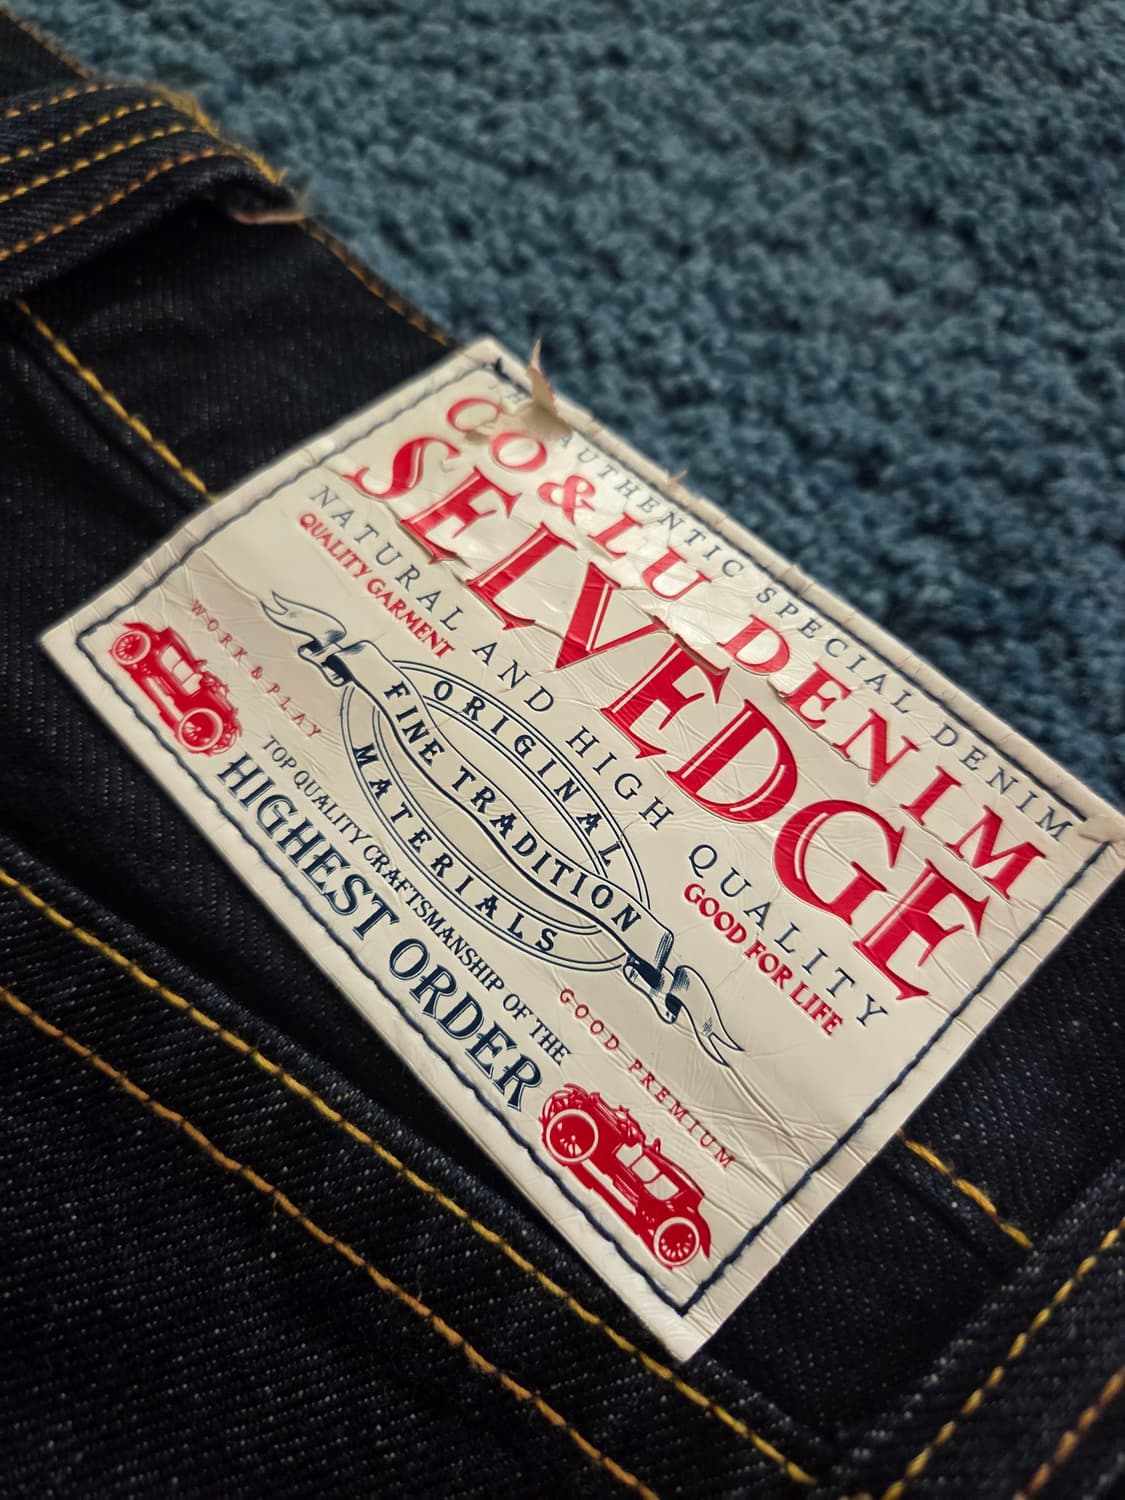 THE AUTHENTIC SPECIAL DENIM
CO & LU DENIM
SELVEDGE
NATURAL AND HIGH QUALITY
QUALITY GARMENT
GOOD FOR LIFE
ORIGINAL
FINE TRADITION
MATERIALS
WORK & PLAY
GOOD PREMIUM
TOP QUALITY CRAFTSMANSHIP OF THE
HIGHEST ORDER